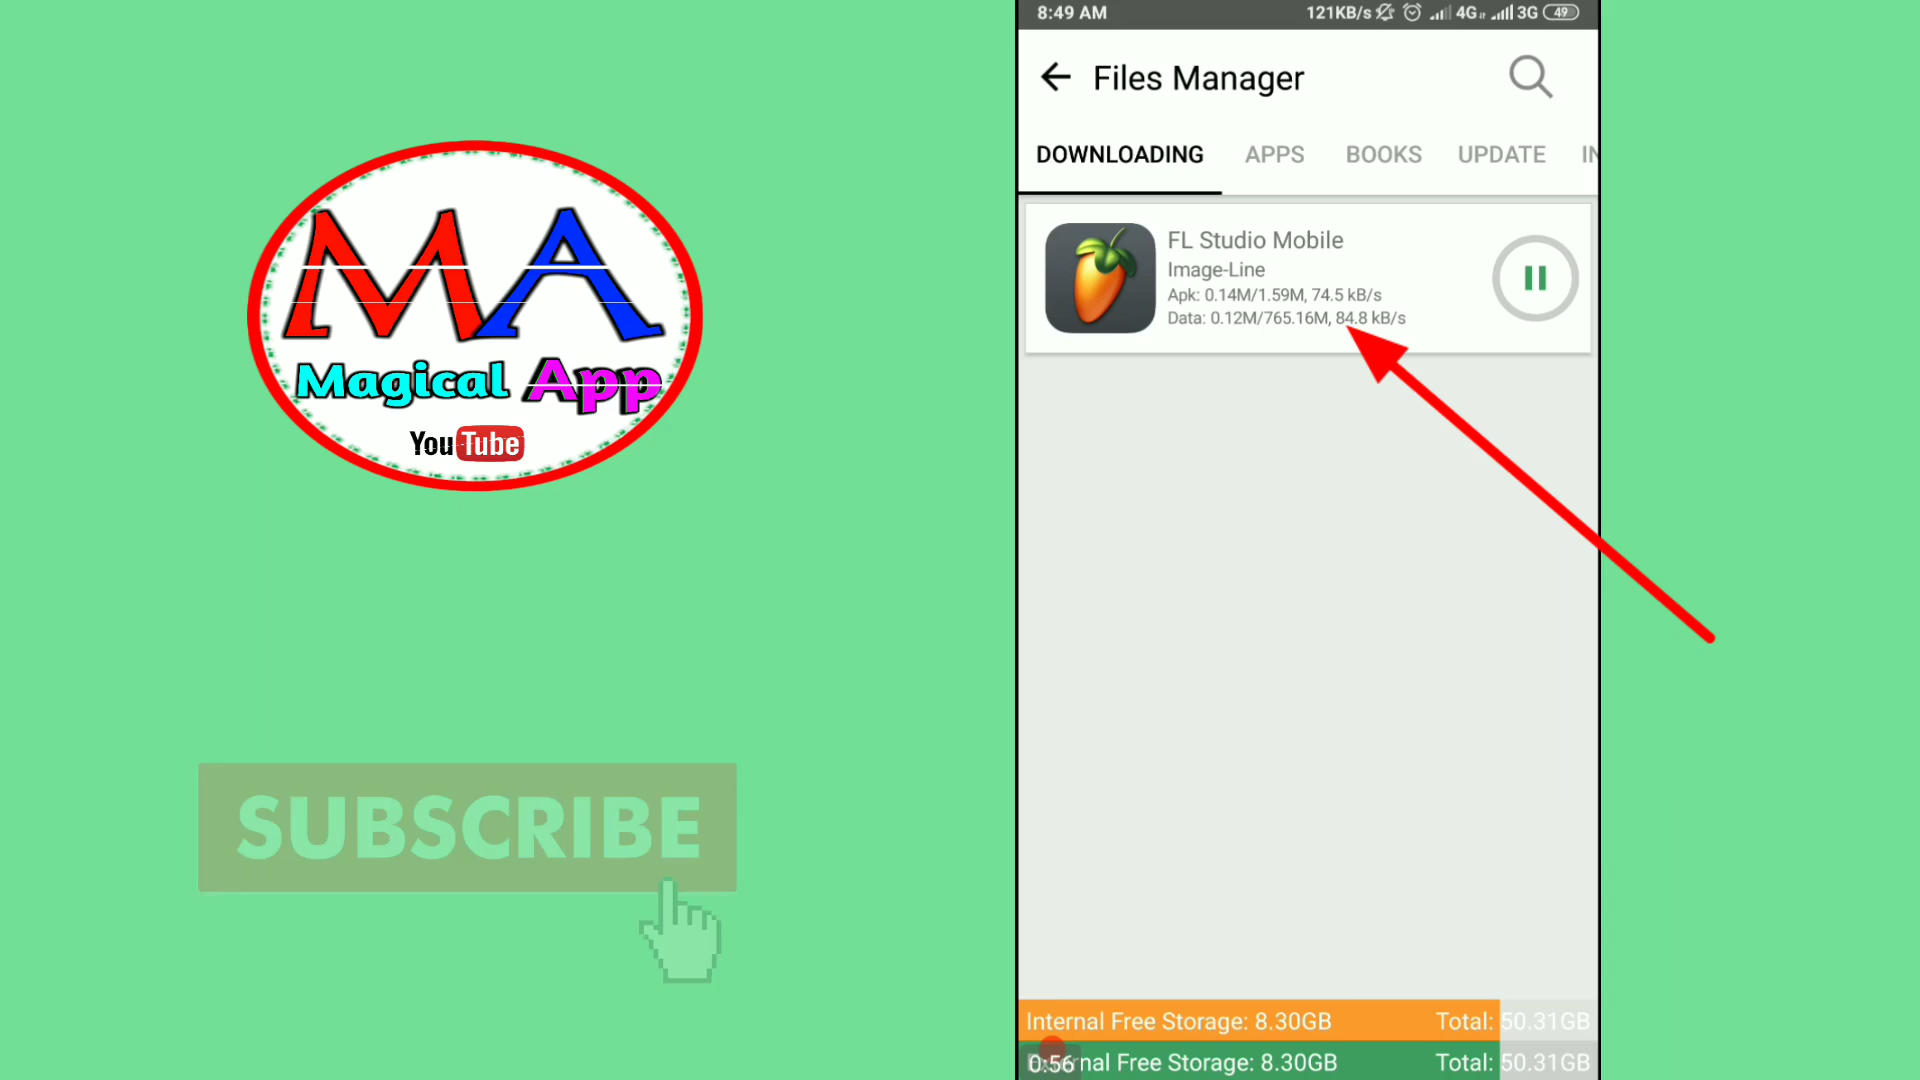 MA
Magical App
YouTube
SUBSCRIBE
8:49 AM
121KB/s 4G 3G 49
Files Manager
DOWNLOADING APPS BOOKS UPDATE IN
FL Studio Mobile
Image-Line
Apk: 0.14M/1.59M, 74.5 kB/s
Data: 0.12M/765.16M, 84.8 kB/s
Internal Free Storage: 8.30GB Total: 50.31GB
0:56 nal Free Storage: 8.30GB Total: 50.31GB